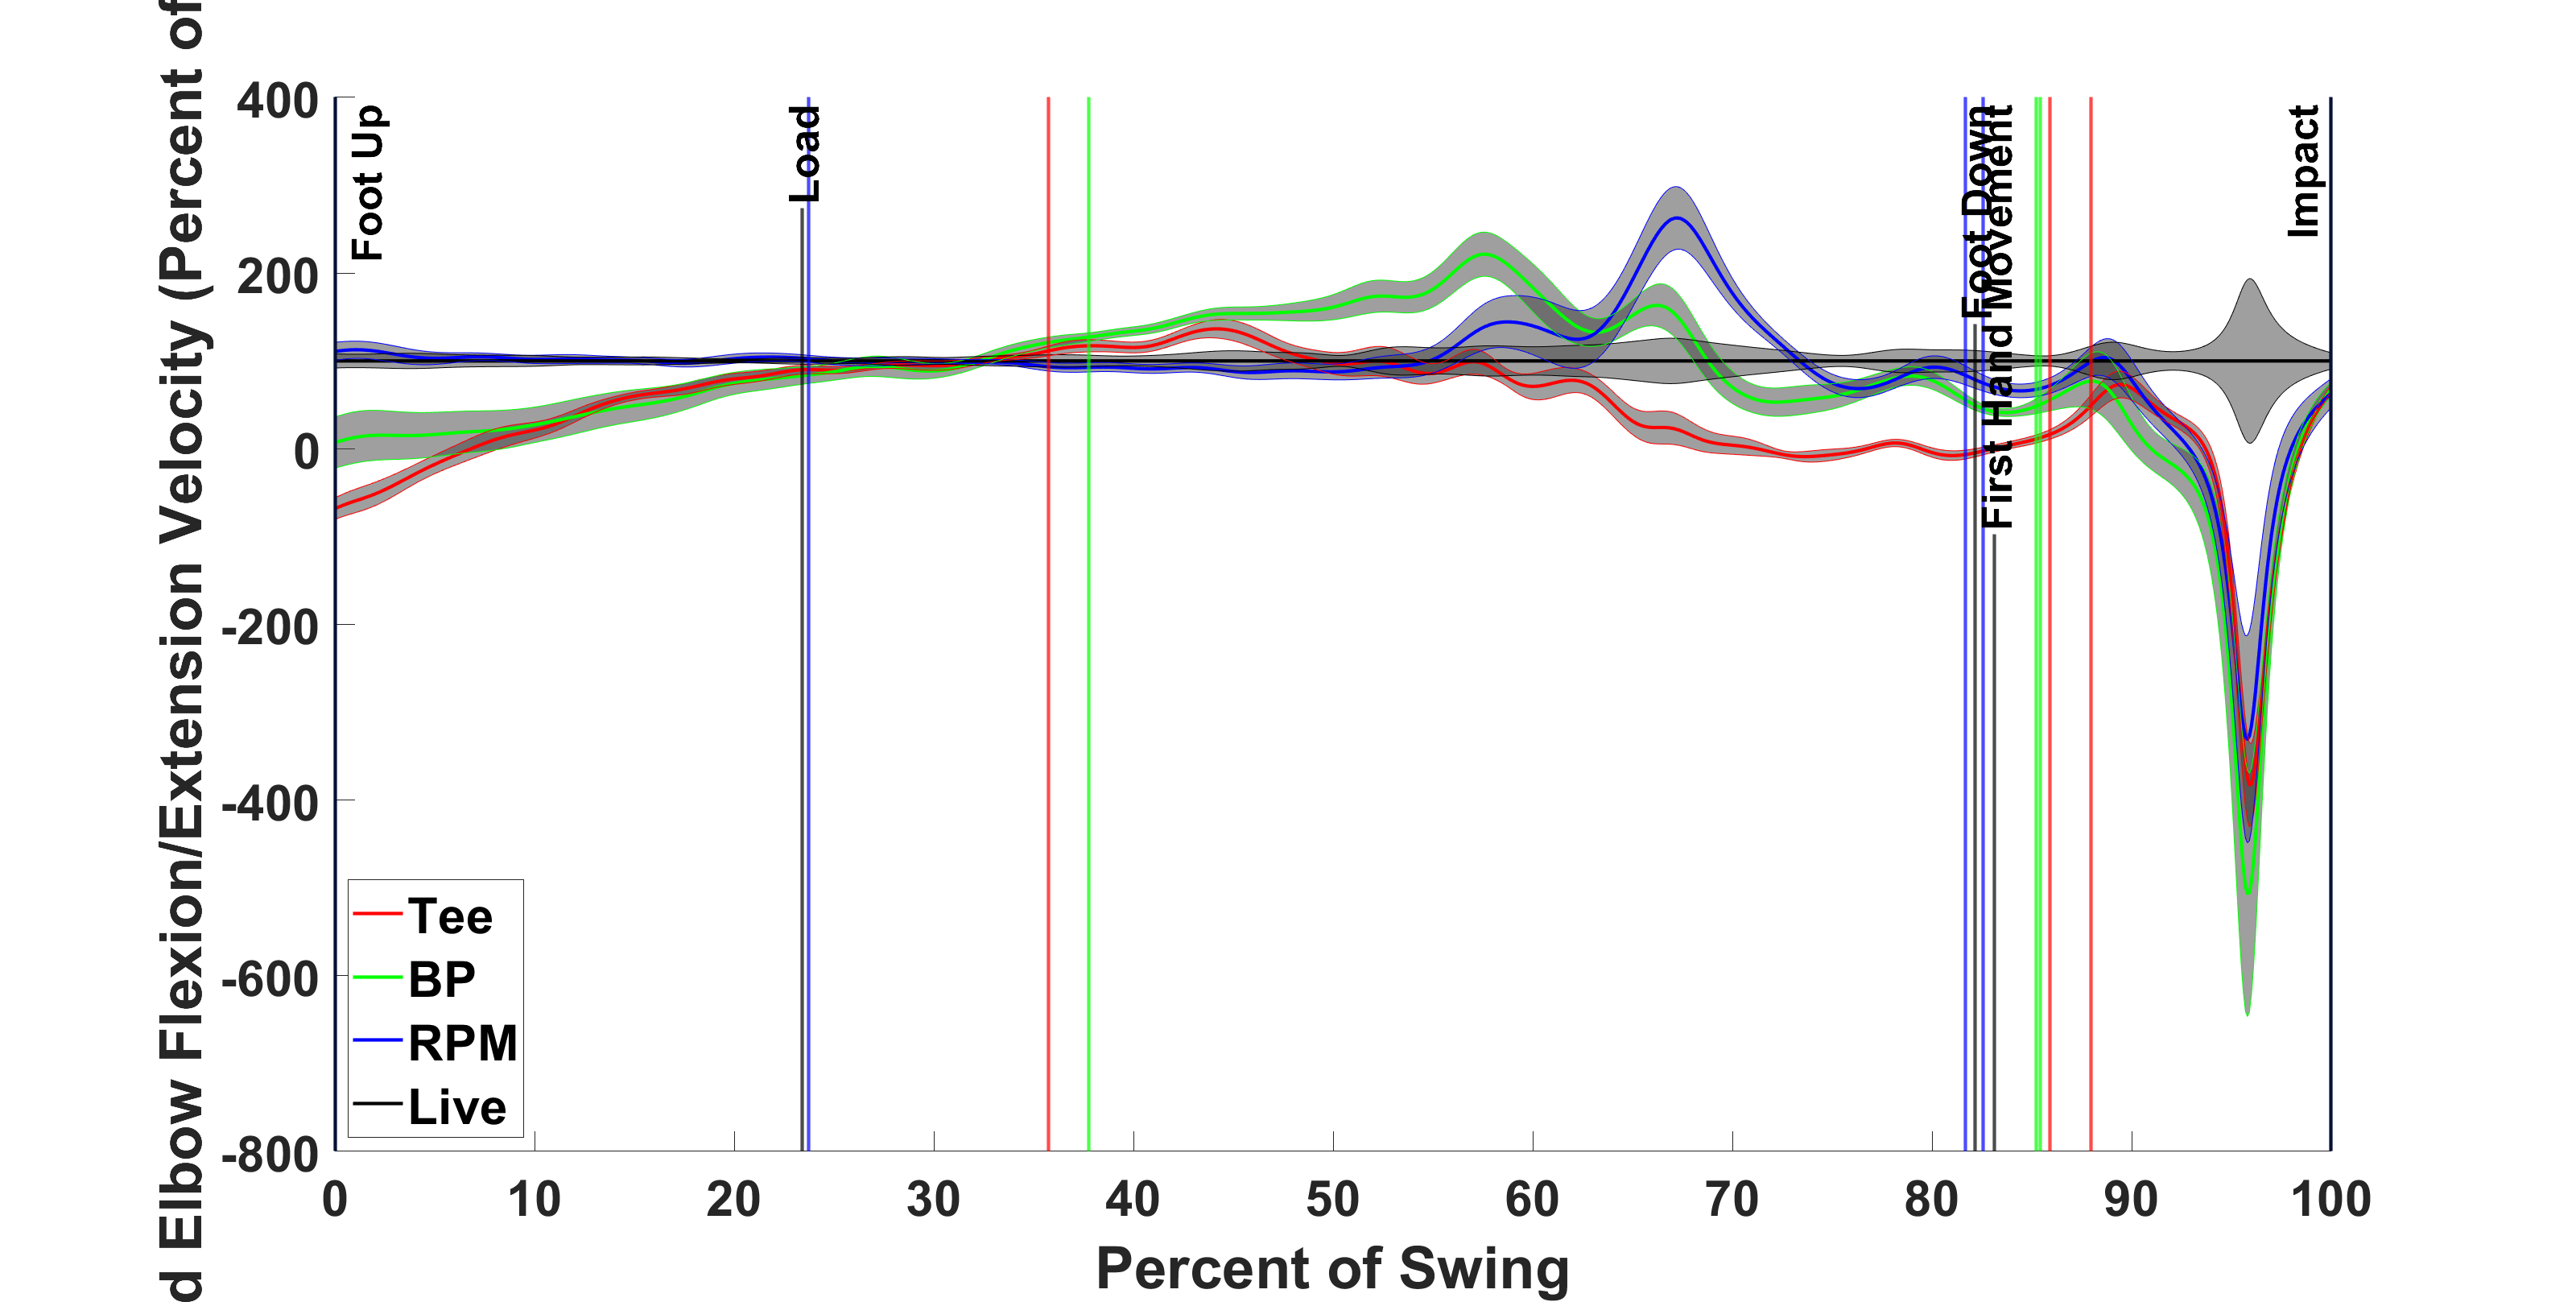 d Elbow Flexion/Extension Velocity (Percent of
400
200
0
-200
-400
-600
-800
Foot Up
Load
Foot Down
First Hand Movement
Impact
Tee
BP
RPM
Live
0 10 20 30 40 50 60 70 80 90 100
Percent of Swing